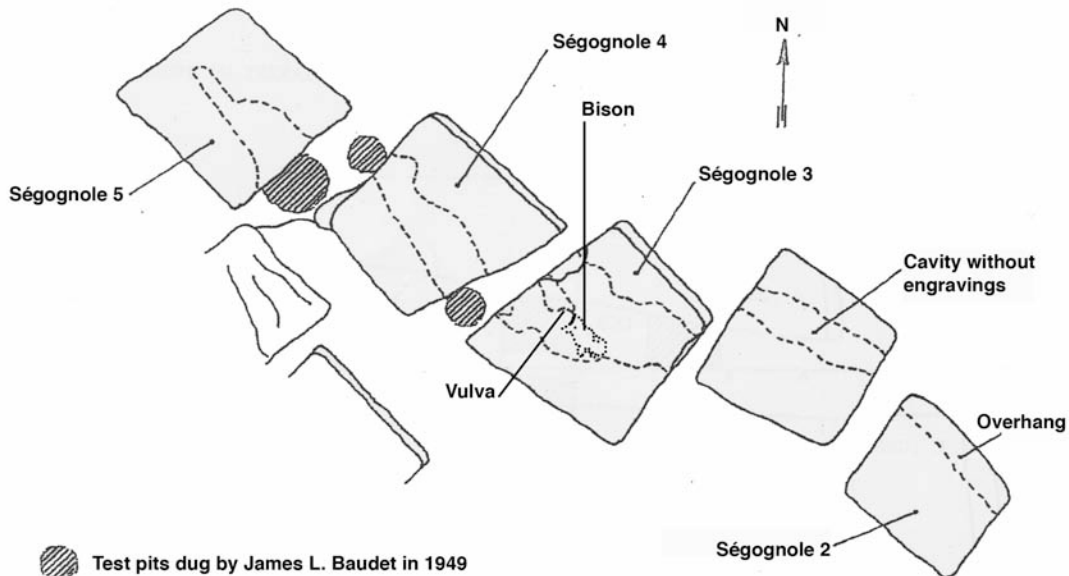 Ségognole 4
N
Bison
Ségognole 3
Ségognole 5
Cavity without
engravings
Vulva
Overhang
Ségognole 2
Test pits dug by James L. Baudet in 1949